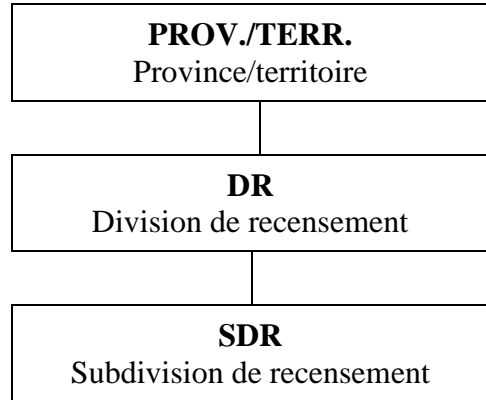 PROV./TERR.
Province/territoire
DR
Division de recensement
SDR
Subdivision de recensement